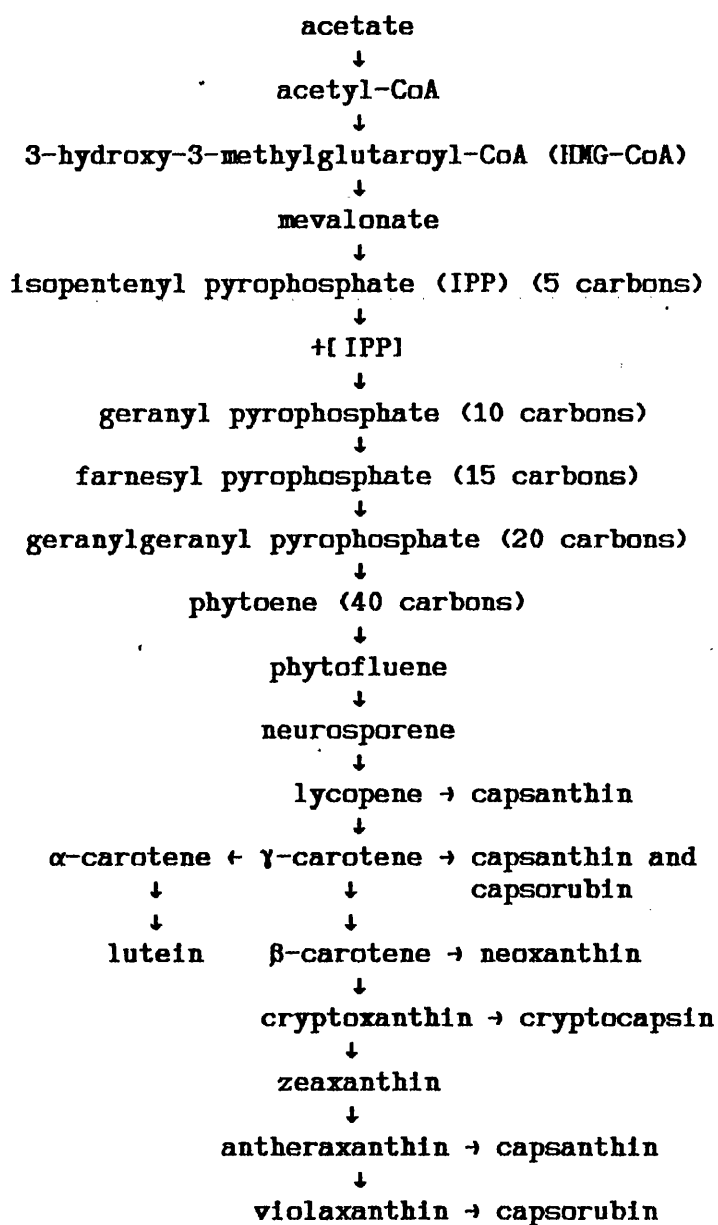 acetate
↓
acetyl-CoA
↓
3-hydroxy-3-methylglutaroyl-CoA (HMG-CoA)
↓
mevalonate
↓
isopentenyl pyrophosphate (IPP) (5 carbons)
↓
+[IPP]
↓
geranyl pyrophosphate (10 carbons)
↓
farnesyl pyrophosphate (15 carbons)
↓
geranylgeranyl pyrophosphate (20 carbons)
↓
phytoene (40 carbons)
↓
phytofluene
↓
neurosporene
↓
lycopene → capsanthin
↓
α-carotene ← γ-carotene → capsanthin and
↓ ↓ capsorubin
↓ ↓
lutein β-carotene → neoxanthin
↓
cryptoxanthin → cryptocapsin
↓
zeaxanthin
↓
antheraxanthin → capsanthin
↓
violaxanthin → capsorubin